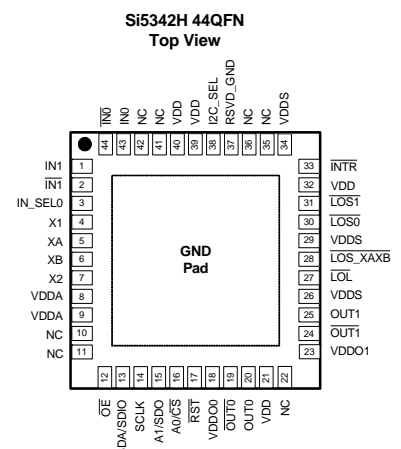 Si5342H 44QFN
Top View
IN0
IN0
NC
NC
VDD
VDD
I2C_SEL
RSVD_GND
NC
NC
VDDS
44
43
42
41
40
39
38
37
36
35
34
IN1 1
IN1 2
IN_SEL0 3
X1 4
XA 5
XB 6
X2 7
VDDA 8
VDDA 9
NC 10
NC 11
GND
Pad
33 INTR
32 VDD
31 LOS1
30 LOS0
29 VDDS
28 LOS_XAXB
27 LOL
26 VDDS
25 OUT1
24 OUT1
23 VDDO1
12
13
14
15
16
17
18
19
20
21
22
OE
DA/SDIO
SCLK
A1/SDO
A0/CS
RST
VDDO0
OUT0
OUT0
VDD
NC